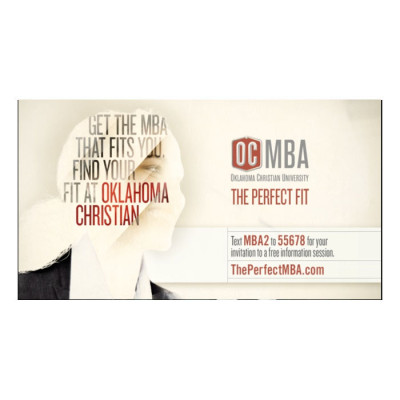 GET THE MBA
THAT FITS YOU.
FIND YOUR
FIT AT OKLAHOMA
CHRISTIAN
OC MBA
OKLAHOMA CHRISTIAN UNIVERSITY
THE PERFECT FIT
Text MBA2 to 55678 for your
invitation to a free information session.
ThePerfectMBA.com